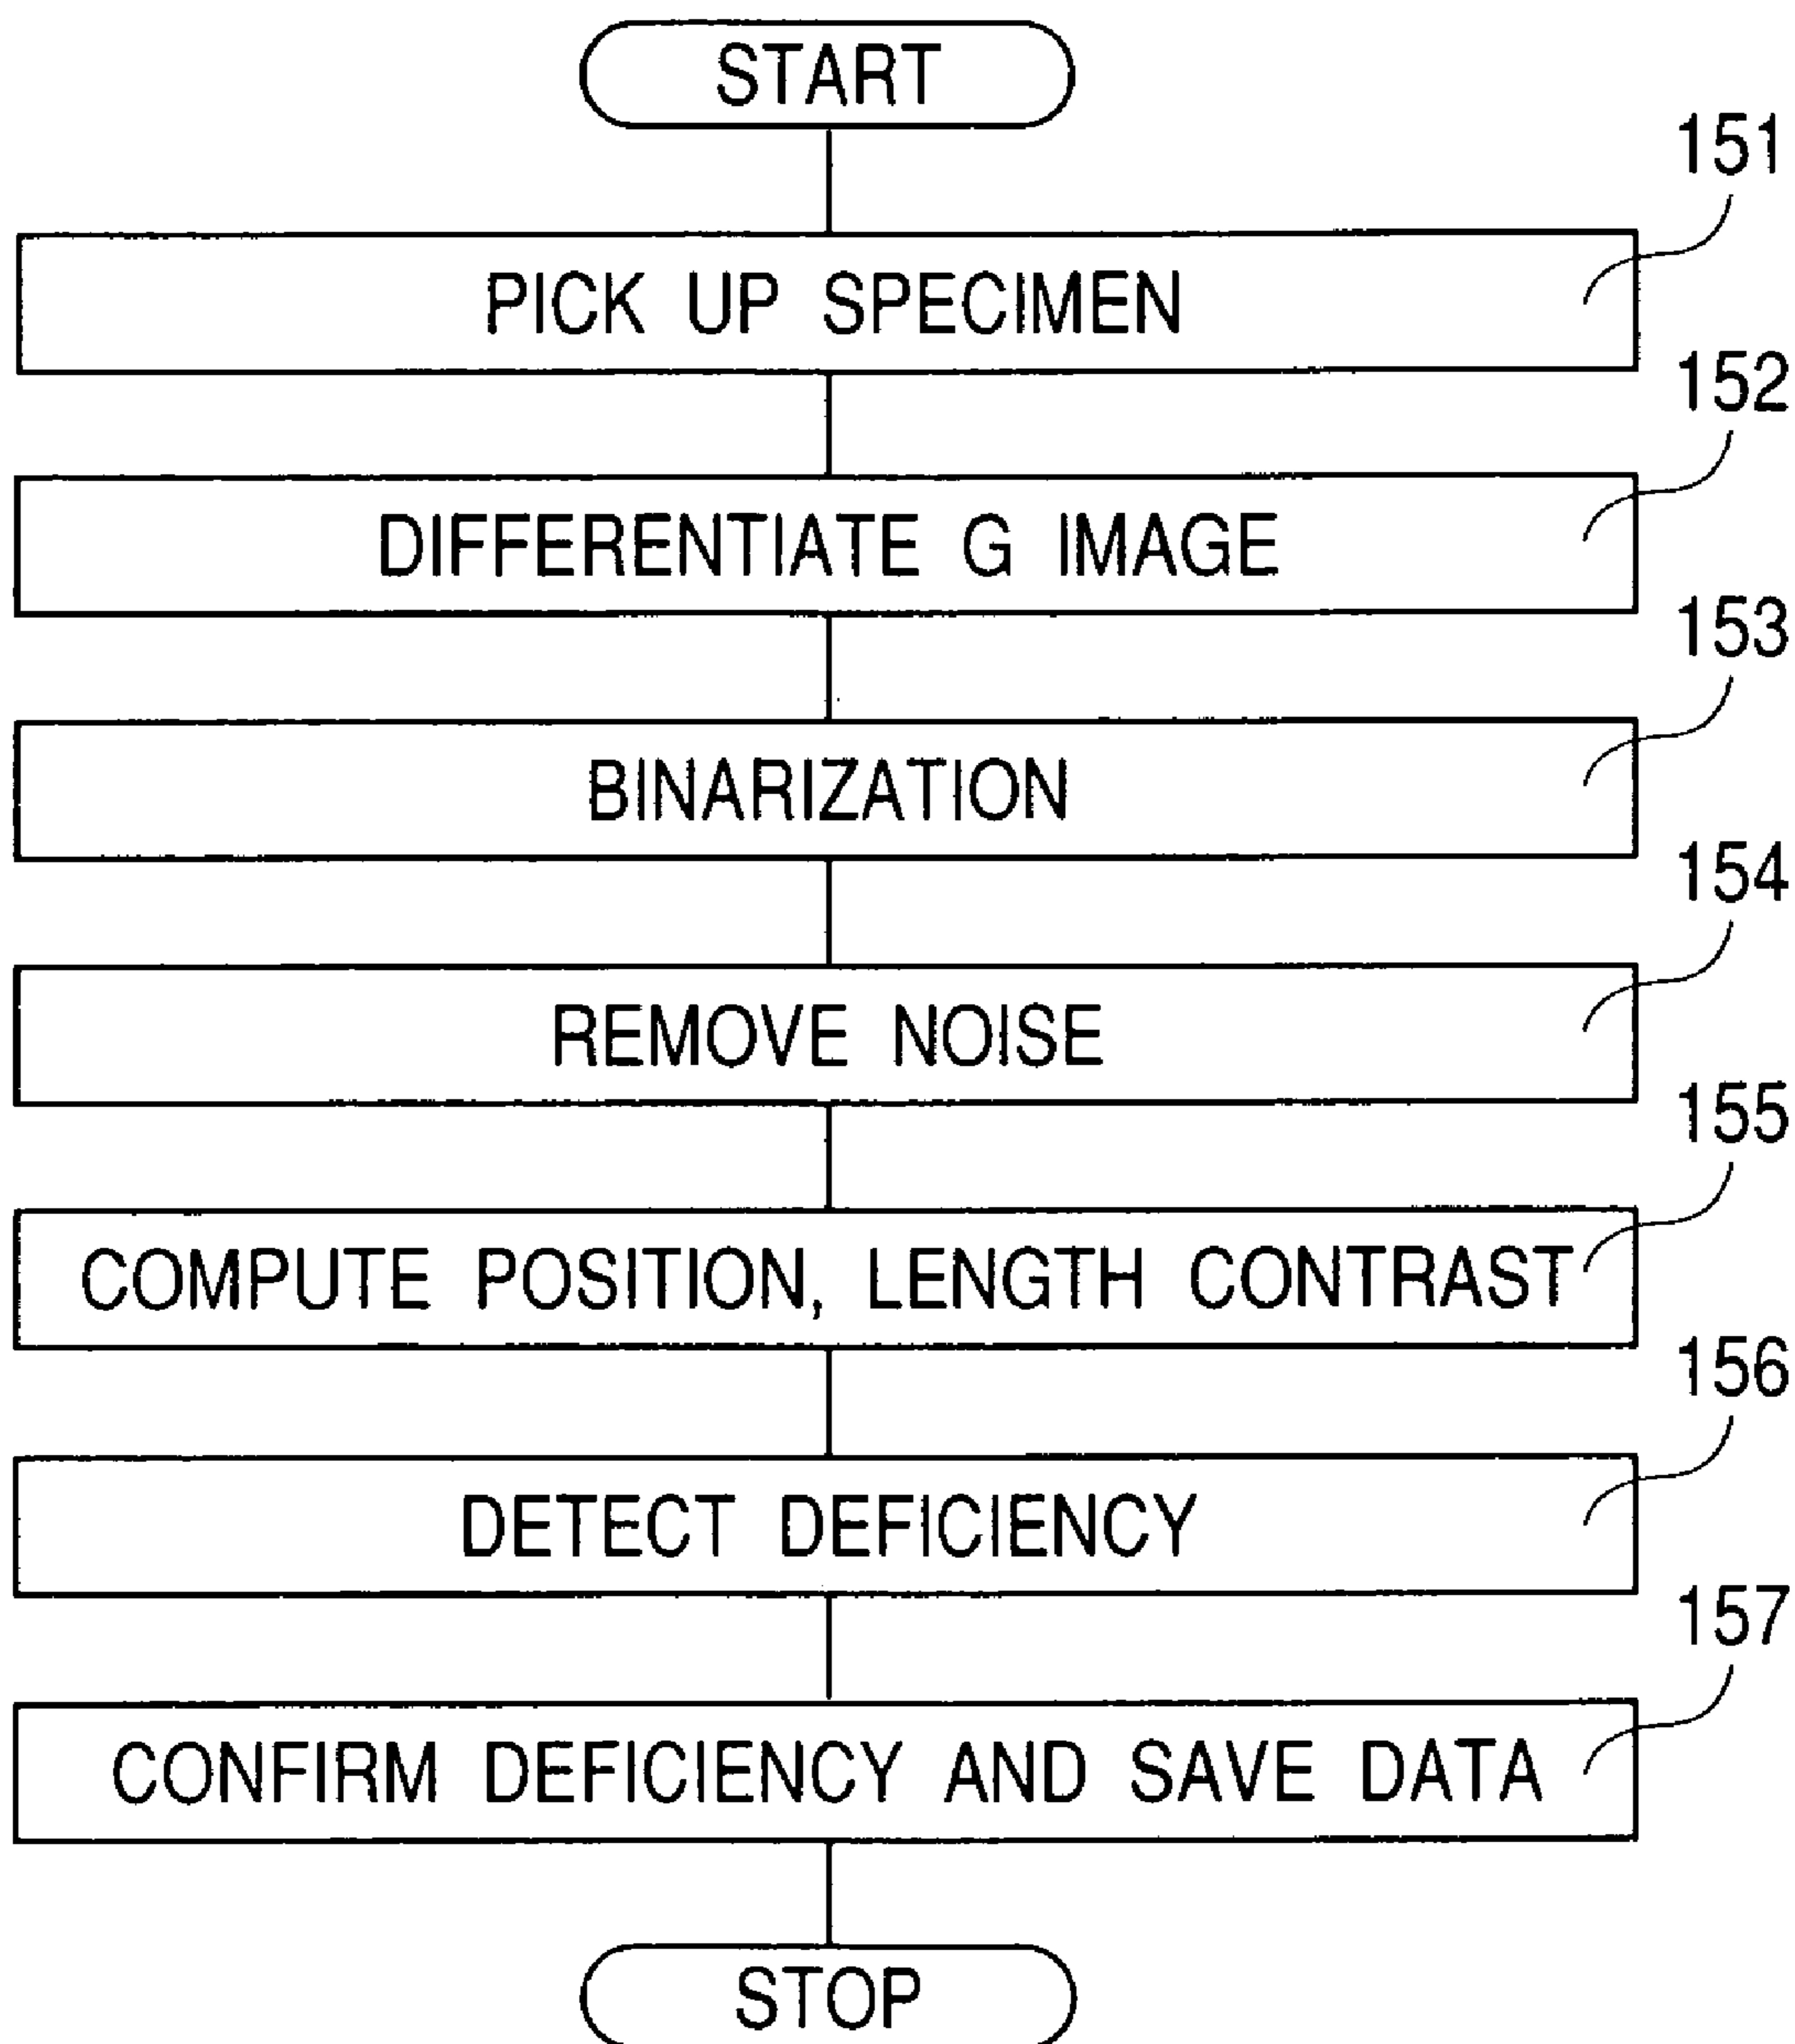 START
151
PICK UP SPECIMEN
152
DIFFERENTIATE G IMAGE
153
BINARIZATION
154
REMOVE NOISE
155
COMPUTE POSITION, LENGTH CONTRAST
156
DETECT DEFICIENCY
157
CONFIRM DEFICIENCY AND SAVE DATA
STOP